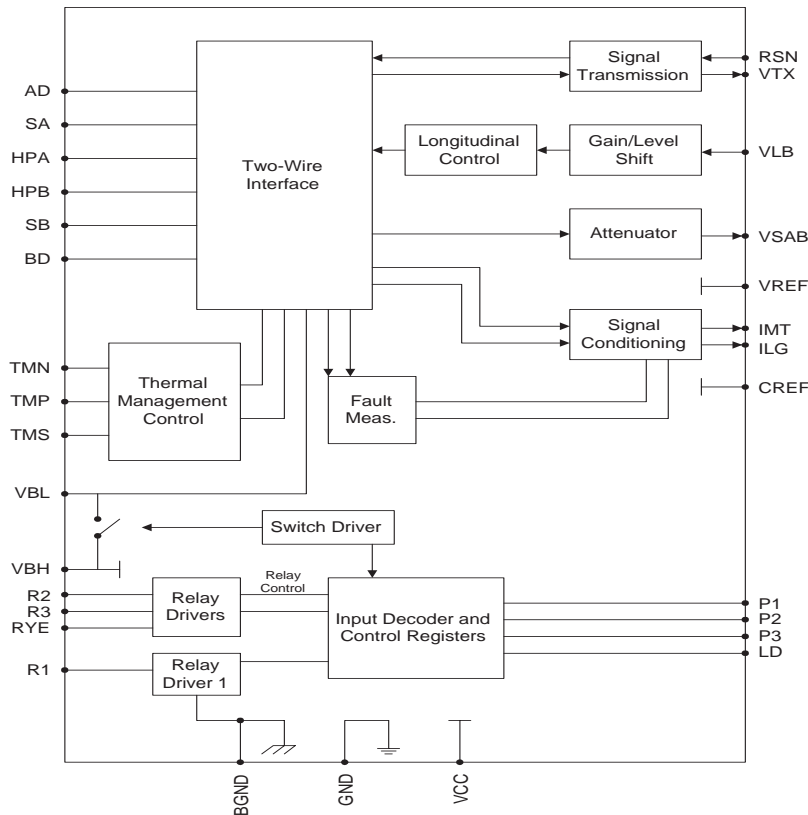 AD
SA
HPA
HPB
SB
BD
TMN
TMP
TMS
VBL
VBH
R2
R3
RYE
R1
Two-Wire
Interface
Signal
Transmission
Longitudinal
Control
Gain/Level
Shift
Attenuator
Signal
Conditioning
Thermal
Management
Control
Fault
Meas.
Switch Driver
Relay
Drivers
Relay
Control
Input Decoder and
Control Registers
Relay
Driver 1
RSN
VTX
VLB
VSAB
VREF
IMT
ILG
CREF
P1
P2
P3
LD
BGND
GND
VCC